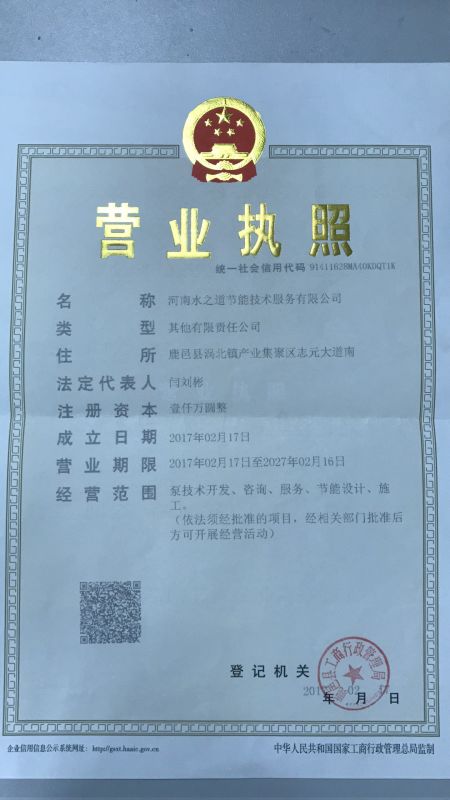 营业执照
统一社会信用代码 91411628MA40KDQT1K
名称 河南水之道节能技术服务有限公司
类型 其他有限责任公司
住所 鹿邑县涡北镇产业集聚区志元大道南
法定代表人 闫刘彬
注册资本 壹仟万圆整
成立日期 2017年02月17日
营业期限 2017年02月17日至2027年02月16日
经营范围 泵技术开发、咨询、服务、节能设计、施
工。
(依法须经批准的项目，经相关部门批准后
方可开展经营活动)
登记机关
鹿邑县工商行政管理局
年 02 月 17 日
企业信用信息公示系统网址: http://gsxt.haaic.gov.cn
中华人民共和国国家工商行政管理总局监制